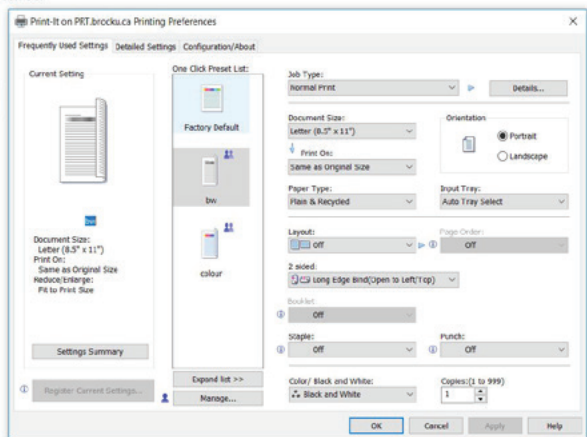 Print-It on PRT.brocku.ca Printing Preferences
Frequently Used Settings
Detailed Settings
Configuration/About
Current Setting
bw
Document Size:
Letter (8.5" x 11")
Print On:
Same as Original Size
Reduce/Enlarge:
Fit to Print Size
Settings Summary
Register Current Settings...
One Click Preset List:
Factory Default
bw
colour
Expand list >>
Manage...
Job Type:
Normal Print
Details...
Document Size:
Letter (8.5" x 11")
Print On:
Same as Original Size
Orientation
Portrait
Landscape
Paper Type:
Plain & Recycled
Input Tray:
Auto Tray Select
Layout:
Off
Page Order:
Off
2 sided:
Long Edge Bind(Open to Left/Top)
Booklet:
Off
Staple:
Off
Punch:
Off
Color/ Black and White:
Black and White
Copies:(1 to 999)
1
OK
Cancel
Apply
Help